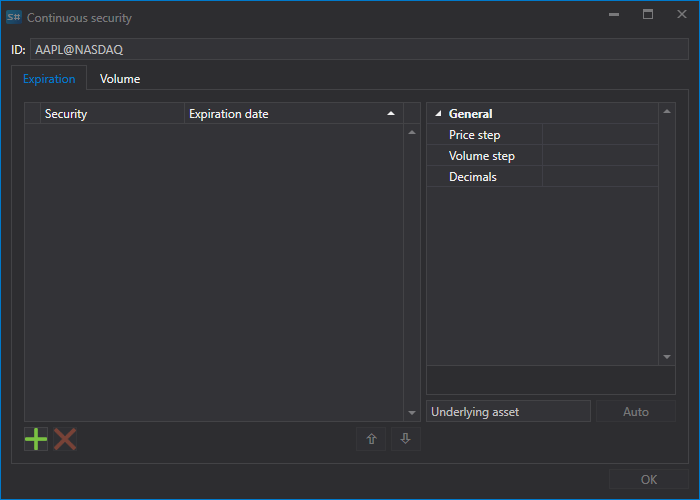 S# Continuous security
ID: AAPL@NASDAQ
Expiration Volume
Security Expiration date
General
Price step
Volume step
Decimals
Underlying asset Auto
OK